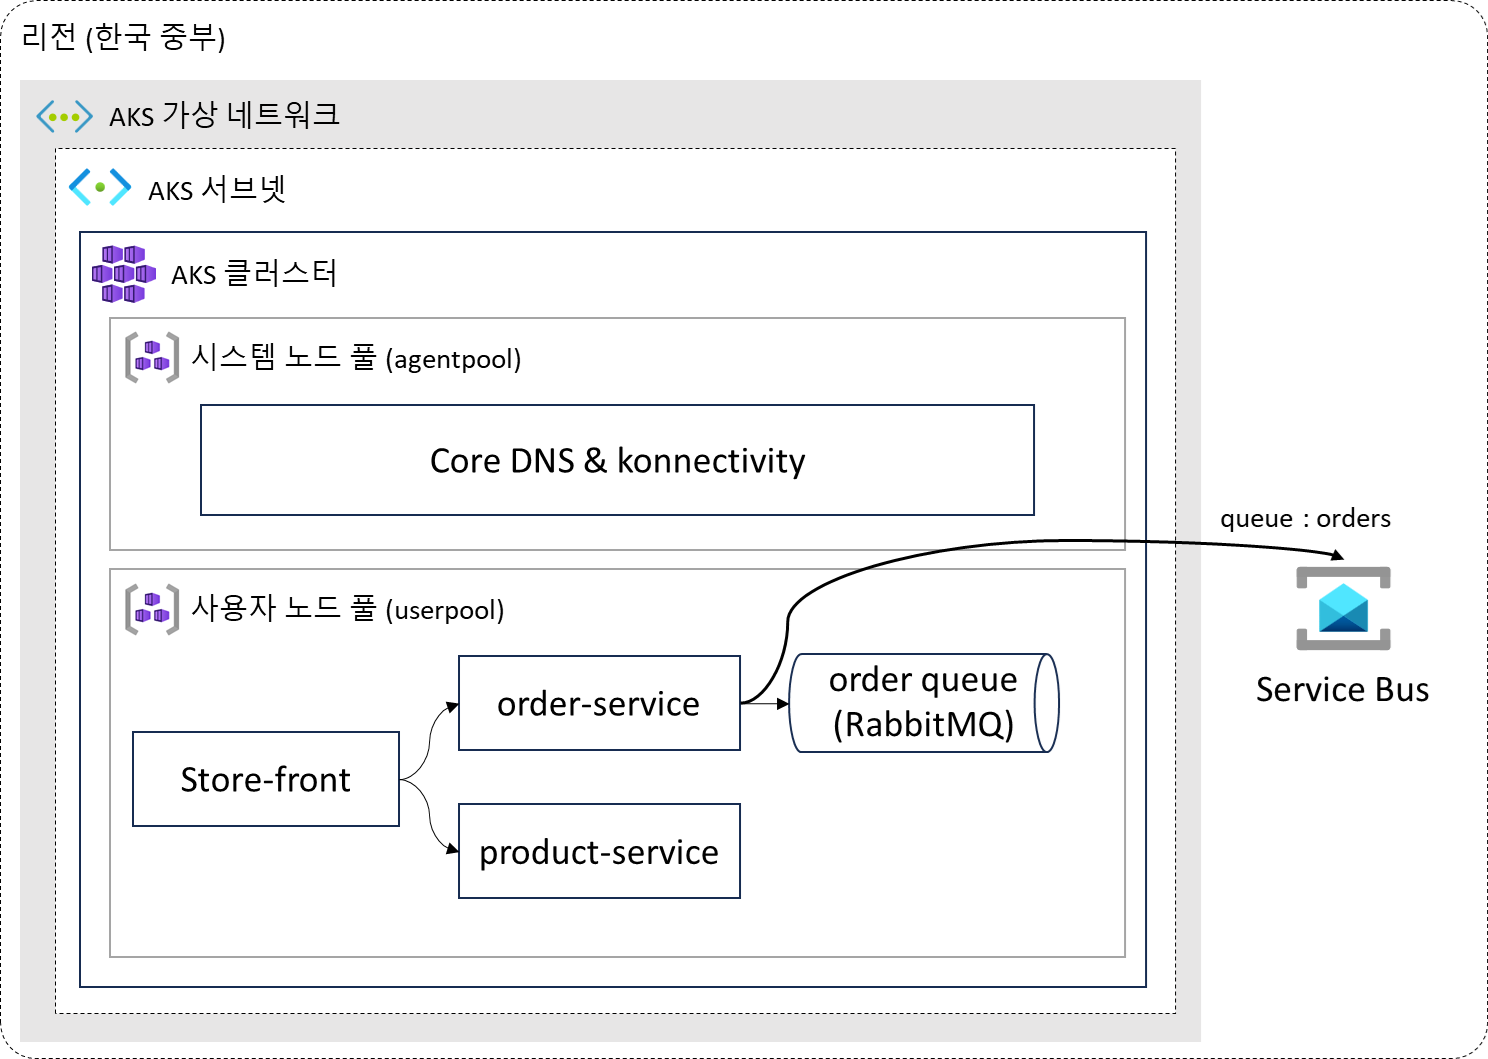 리전 (한국 중부)
AKS 가상 네트워크
AKS 서브넷
AKS 클러스터
시스템 노드 풀 (agentpool)
Core DNS & konnectivity
queue : orders
Service Bus
사용자 노드 풀 (userpool)
order-service
order queue
(RabbitMQ)
Store-front
product-service